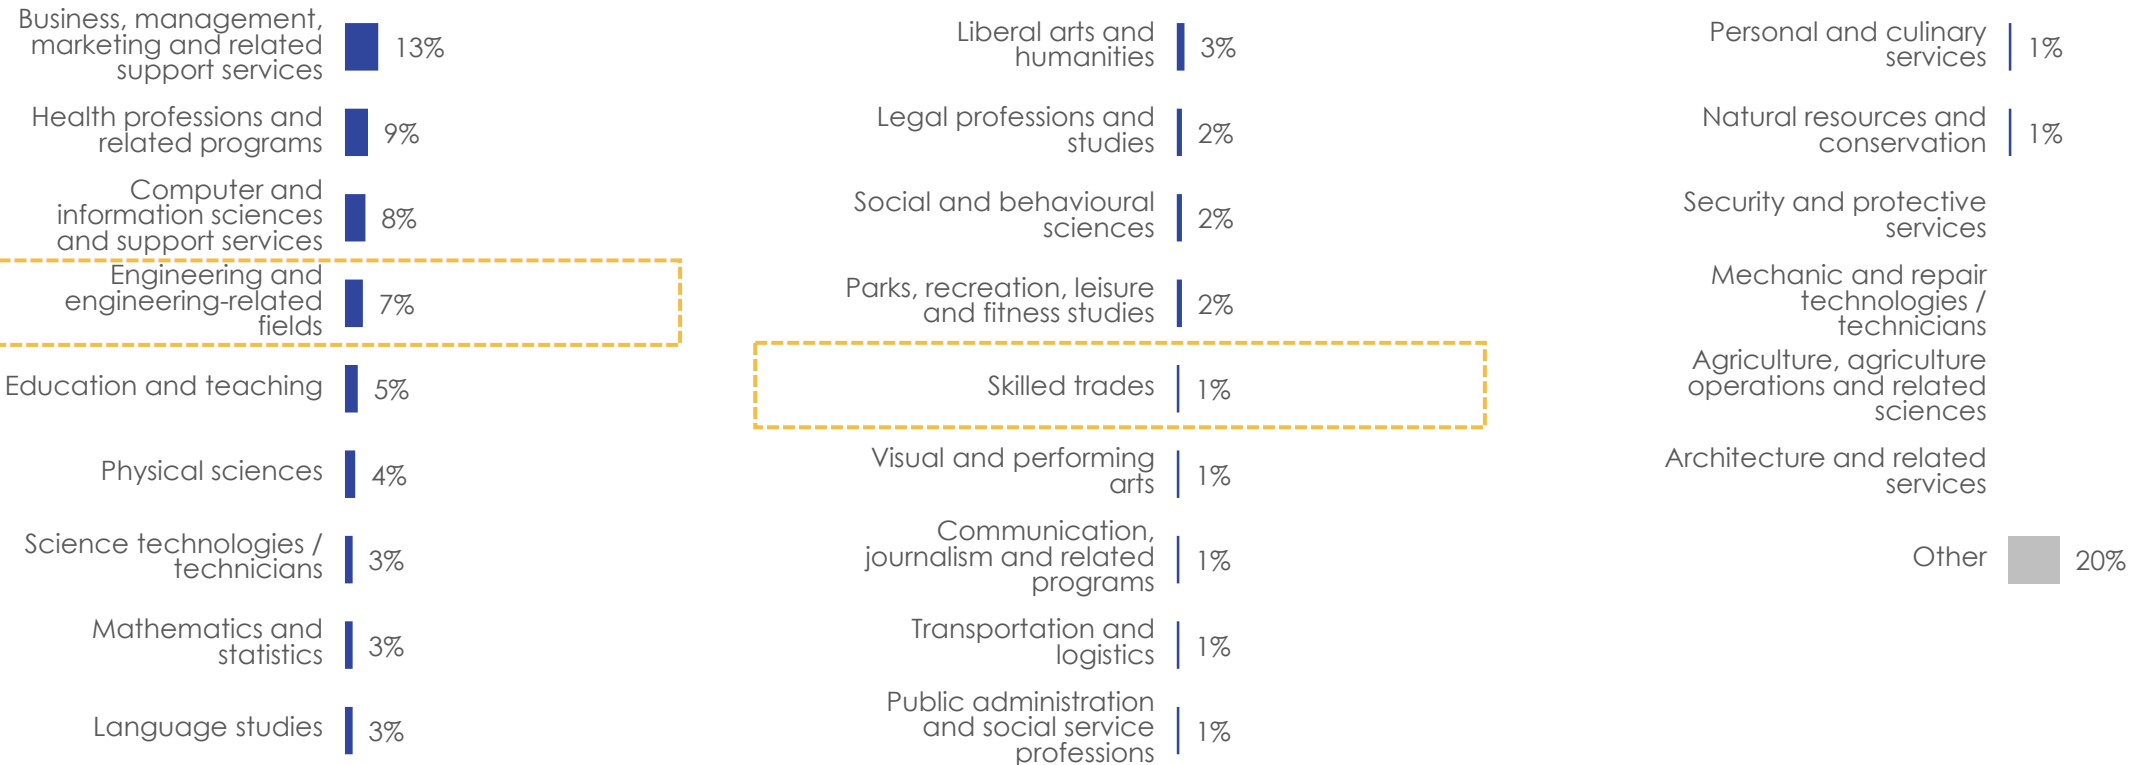 Business, management,
marketing and related
support services
13%
Health professions and
related programs
9%
Computer and
information sciences
and support services
8%
Engineering and
engineering-related
fields
7%
Education and teaching
5%
Physical sciences
4%
Science technologies /
technicians
3%
Mathematics and
statistics
3%
Language studies
3%
Liberal arts and
humanities
3%
Legal professions and
studies
2%
Social and behavioural
sciences
2%
Parks, recreation, leisure
and fitness studies
2%
Skilled trades
1%
Visual and performing
arts
1%
Communication,
journalism and related
programs
1%
Transportation and
logistics
1%
Public administration
and social service
professions
1%
Personal and culinary
services
1%
Natural resources and
conservation
1%
Security and protective
services
Mechanic and repair
technologies /
technicians
Agriculture, agriculture
operations and related
sciences
Architecture and related
services
Other
20%